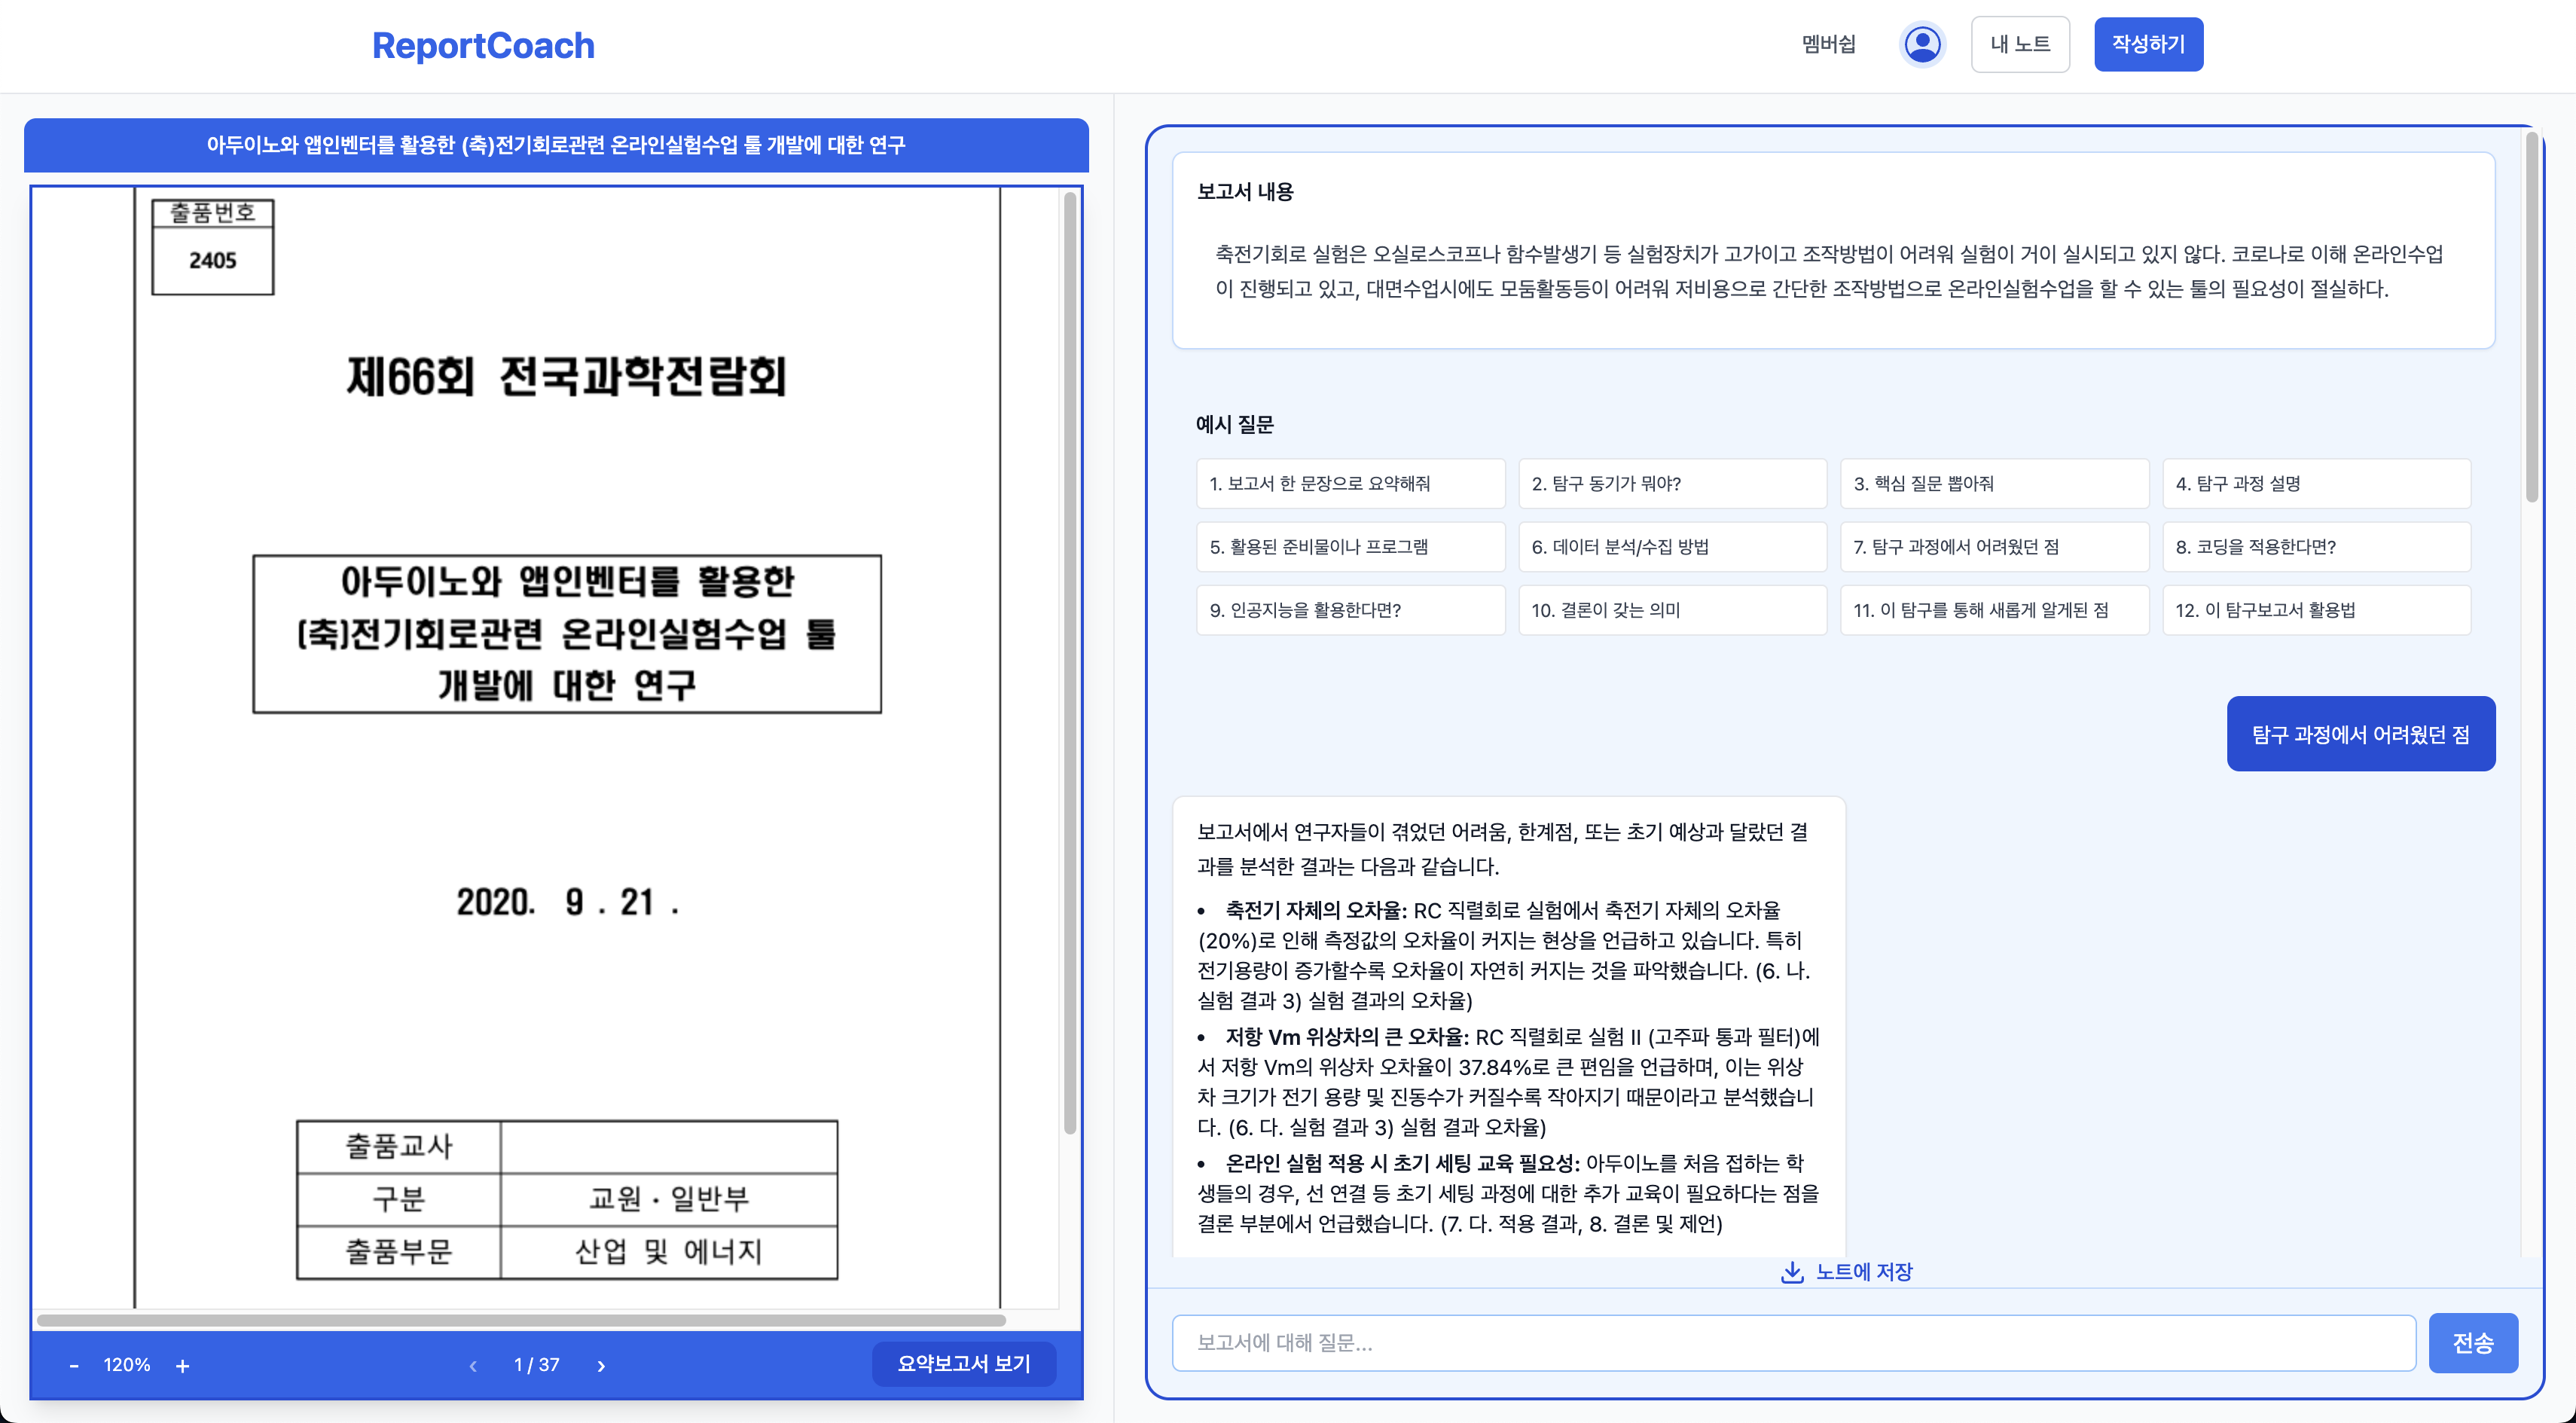 ReportCoach
멤버쉽
내 노트
작성하기
아두이노와 앱인벤터를 활용한 (축)전기회로관련 온라인실험수업 툴 개발에 대한 연구
출품번호
2405
제66회 전국과학전람회
아두이노와 앱인벤터를 활용한
(축)전기회로관련 온라인실험수업 툴
개발에 대한 연구
2020. 9 . 21 .
출품교사
구분 교원 · 일반부
출품부문 산업 및 에너지
- 120% +
‹ 1 / 37 ›
요약보고서 보기
보고서 내용
축전기회로 실험은 오실로스코프나 함수발생기 등 실험장치가 고가이고 조작방법이 어려워 실험이 거이 실시되고 있지 않다. 코로나로 이해 온라인수업
이 진행되고 있고, 대면수업시에도 모둠활동등이 어려워 저비용으로 간단한 조작방법으로 온라인실험수업을 할 수 있는 툴의 필요성이 절실하다.
예시 질문
1. 보고서 한 문장으로 요약해줘
2. 탐구 동기가 뭐야?
3. 핵심 질문 뽑아줘
4. 탐구 과정 설명
5. 활용된 준비물이나 프로그램
6. 데이터 분석/수집 방법
7. 탐구 과정에서 어려웠던 점
8. 코딩을 적용한다면?
9. 인공지능을 활용한다면?
10. 결론이 갖는 의미
11. 이 탐구를 통해 새롭게 알게된 점
12. 이 탐구보고서 활용법
탐구 과정에서 어려웠던 점
보고서에서 연구자들이 겪었던 어려움, 한계점, 또는 초기 예상과 달랐던 결
과를 분석한 결과는 다음과 같습니다.
• 축전기 자체의 오차율: RC 직렬회로 실험에서 축전기 자체의 오차율
(20%)로 인해 측정값의 오차율이 커지는 현상을 언급하고 있습니다. 특히
전기용량이 증가할수록 오차율이 자연히 커지는 것을 파악했습니다. (6. 나.
실험 결과 3) 실험 결과의 오차율)
• 저항 Vm 위상차의 큰 오차율: RC 직렬회로 실험 II (고주파 통과 필터)에
서 저항 Vm의 위상차 오차율이 37.84%로 큰 편임을 언급하며, 이는 위상
차 크기가 전기 용량 및 진동수가 커질수록 작아지기 때문이라고 분석했습니
다. (6. 다. 실험 결과 3) 실험 결과 오차율)
• 온라인 실험 적용 시 초기 세팅 교육 필요성: 아두이노를 처음 접하는 학
생들의 경우, 선 연결 등 초기 세팅 과정에 대한 추가 교육이 필요하다는 점을
결론 부분에서 언급했습니다. (7. 다. 적용 결과, 8. 결론 및 제언)
노트에 저장
보고서에 대해 질문...
전송